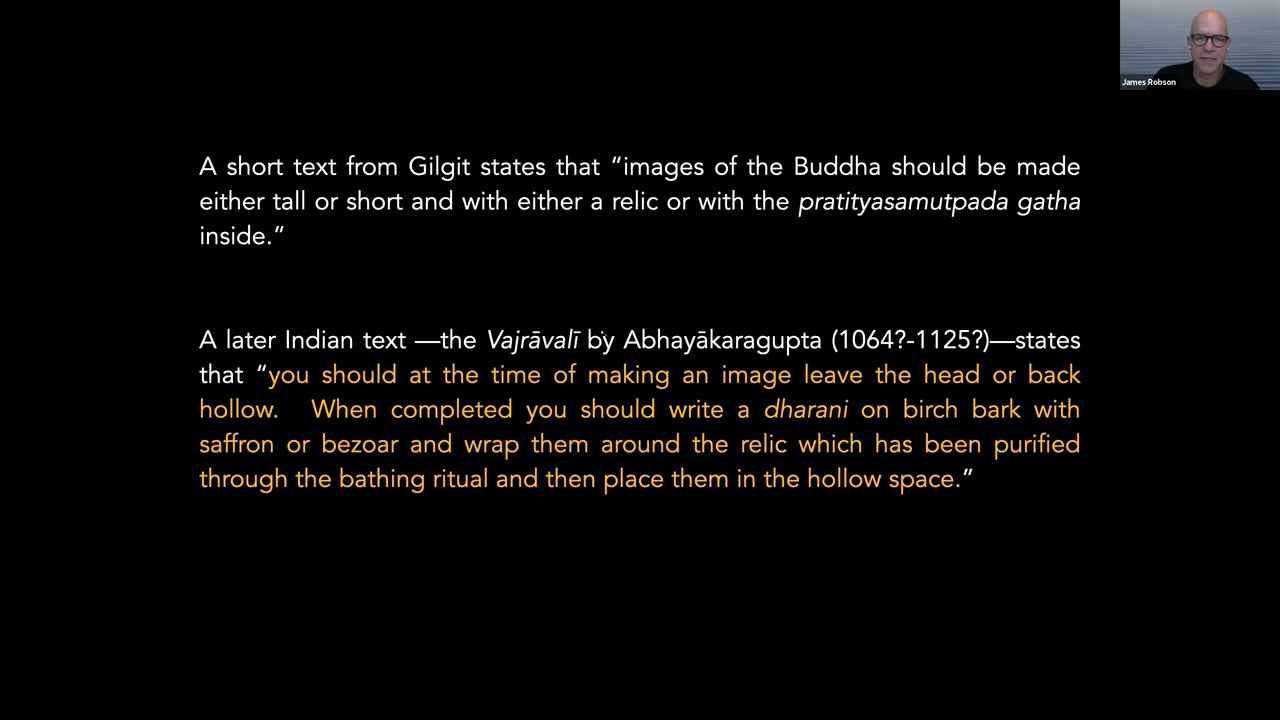 James Robson
A short text from Gilgit states that “images of the Buddha should be made
either tall or short and with either a relic or with the pratityasamutpada gatha
inside.”
A later Indian text —the Vajrāvalī by Abhayākaragupta (1064?-1125?)—states
that “you should at the time of making an image leave the head or back
hollow.  When completed you should write a dharani on birch bark with
saffron or bezoar and wrap them around the relic which has been purified
through the bathing ritual and then place them in the hollow space.”